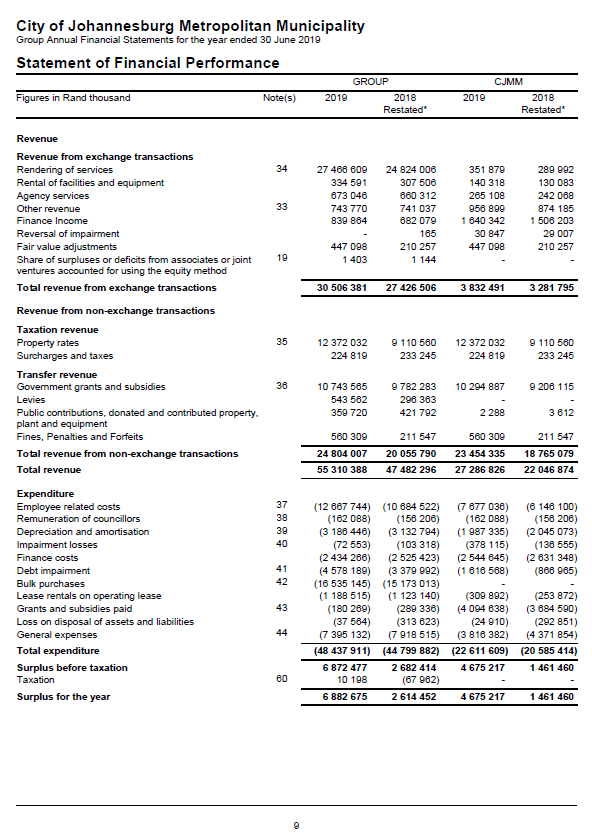 City of Johannesburg Metropolitan Municipality
Group Annual Financial Statements for the year ended 30 June 2019
Statement of Financial Performance
GROUP CJMM
Figures in Rand thousand Note(s) 2019 2018 2019 2018
Restated* Restated*
Revenue
Revenue from exchange transactions
Rendering of services 34 27 466 609 24 824 006 351 879 289 992
Rental of facilities and equipment 334 591 307 506 140 318 130 083
Agency services 673 046 660 312 265 108 242 068
Other revenue 33 743 770 741 037 956 899 874 185
Finance Income 839 864 682 079 1 640 342 1 506 203
Reversal of impairment - 165 30 847 29 007
Fair value adjustments 447 098 210 257 447 098 210 257
Share of surpluses or deficits from associates or joint 19 1 403 1 144 - -
ventures accounted for using the equity method
Total revenue from exchange transactions 30 506 381 27 426 506 3 832 491 3 281 795
Revenue from non-exchange transactions
Taxation revenue
Property rates 35 12 372 032 9 110 560 12 372 032 9 110 560
Surcharges and taxes 224 819 233 245 224 819 233 245
Transfer revenue
Government grants and subsidies 36 10 743 565 9 782 283 10 294 887 9 206 115
Levies 543 562 296 363 - -
Public contributions, donated and contributed property, 359 720 421 792 2 288 3 612
plant and equipment
Fines, Penalties and Forfeits 560 309 211 547 560 309 211 547
Total revenue from non-exchange transactions 24 804 007 20 055 790 23 454 335 18 765 079
Total revenue 55 310 388 47 482 296 27 286 826 22 046 874
Expenditure
Employee related costs 37 (12 667 744) (10 684 522) (7 677 036) (6 146 100)
Remuneration of councillors 38 (162 088) (156 206) (162 088) (156 206)
Depreciation and amortisation 39 (3 186 446) (3 132 794) (1 987 335) (2 045 073)
Impairment losses 40 (72 553) (103 318) (378 115) (136 555)
Finance costs (2 434 266) (2 525 423) (2 544 645) (2 631 348)
Debt impairment 41 (4 578 189) (3 379 992) (1 616 568) (866 965)
Bulk purchases 42 (16 535 145) (15 173 013) - -
Lease rentals on operating lease (1 188 515) (1 123 140) (309 892) (253 872)
Grants and subsidies paid 43 (180 269) (289 336) (4 094 638) (3 684 590)
Loss on disposal of assets and liabilities (37 564) (313 623) (24 910) (292 851)
General expenses 44 (7 395 132) (7 918 515) (3 816 382) (4 371 854)
Total expenditure (48 437 911) (44 799 882) (22 611 609) (20 585 414)
Surplus before taxation 6 872 477 2 682 414 4 675 217 1 461 460
Taxation 60 10 198 (67 962) - -
Surplus for the year 6 882 675 2 614 452 4 675 217 1 461 460
9